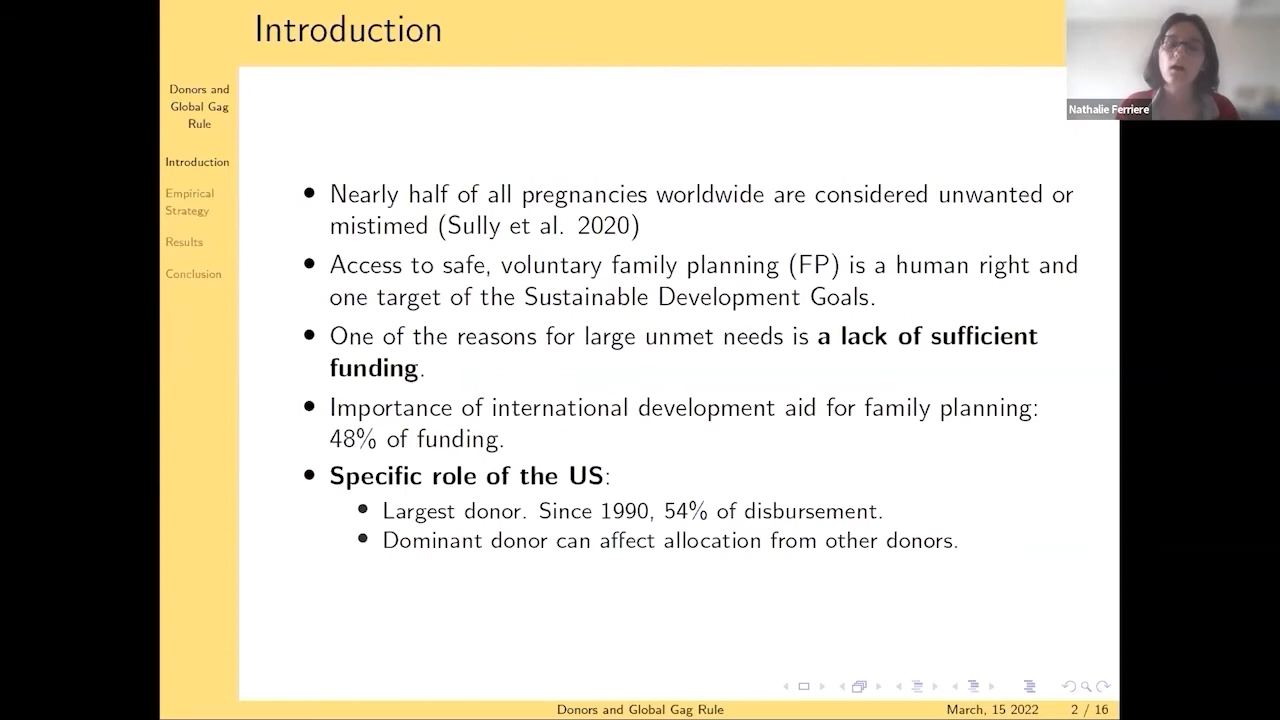 Introduction
Nathalie Ferriere
Donors and
Global Gag
Rule
Introduction
Empirical
Strategy
Results
Conclusion
• Nearly half of all pregnancies worldwide are considered unwanted or
mistimed (Sully et al. 2020)
• Access to safe, voluntary family planning (FP) is a human right and
one target of the Sustainable Development Goals.
• One of the reasons for large unmet needs is a lack of sufficient
funding.
• Importance of international development aid for family planning:
48% of funding.
• Specific role of the US:
• Largest donor. Since 1990, 54% of disbursement.
• Dominant donor can affect allocation from other donors.
Donors and Global Gag Rule
March, 15 2022
2 / 16